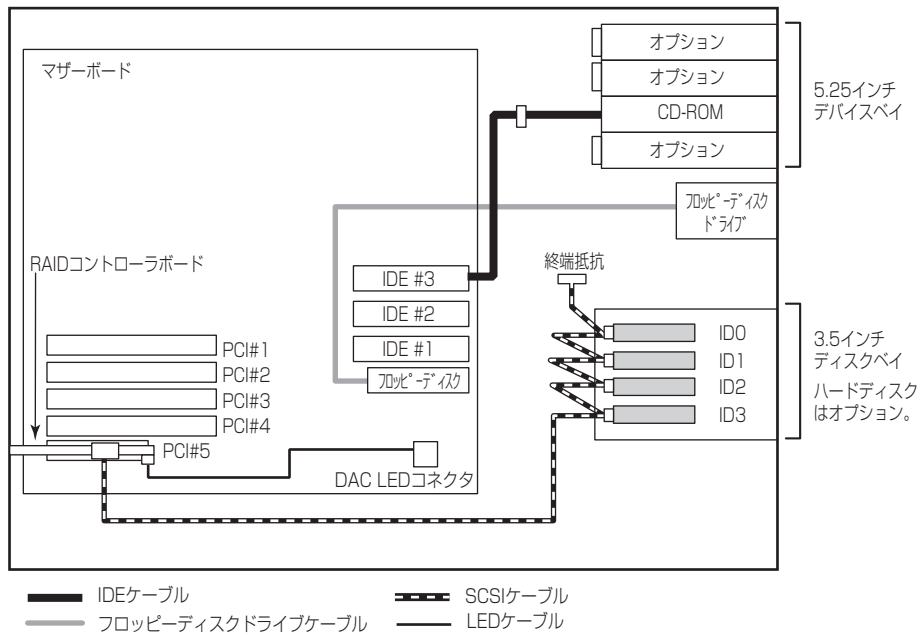 マザーボード
オプション
オプション
CD-ROM
オプション
5.25インチ
デバイスベイ
フロッピーディスク
ドライブ
RAIDコントローラボード
終端抵抗
IDE #3
IDE #2
IDE #1
フロッピーディスク
PCI#1
PCI#2
PCI#3
PCI#4
PCI#5
DAC LEDコネクタ
ID0
ID1
ID2
ID3
3.5インチ
ディスクベイ
ハードディスク
はオプション。
IDEケーブル
SCSIケーブル
フロッピーディスクドライブケーブル
LEDケーブル